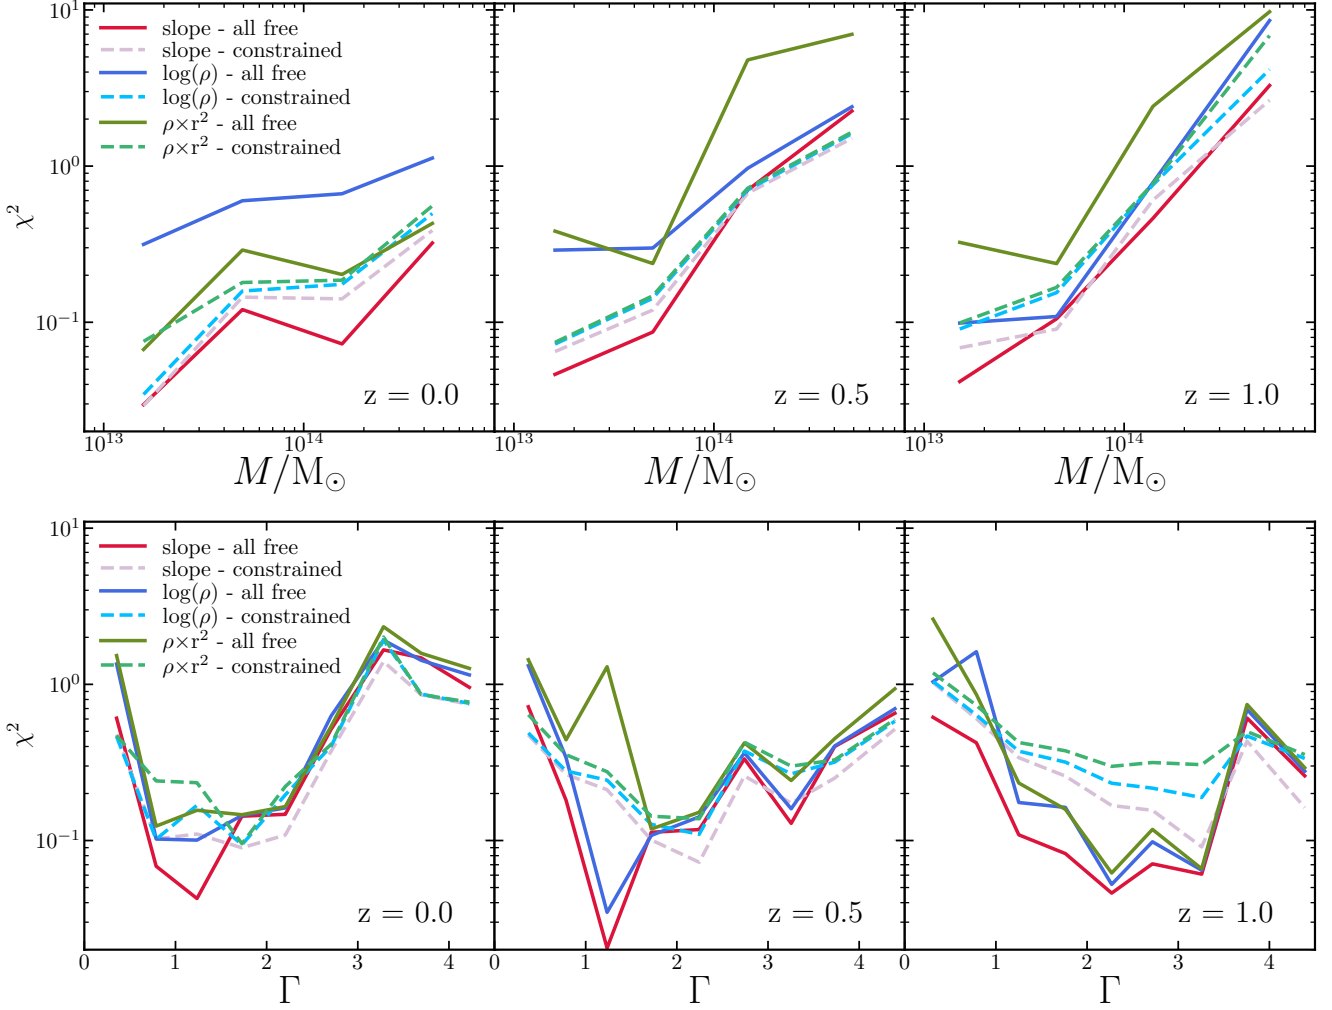 10¹
10⁰
10⁻¹
χ²
slope - all free
slope - constrained
log(ρ) - all free
log(ρ) - constrained
ρ×r² - all free
ρ×r² - constrained
z = 0.0
z = 0.5
z = 1.0
10¹³ 10¹⁴ 10¹³ 10¹⁴ 10¹³ 10¹⁴
M/M☉ M/M☉ M/M☉
10¹
10⁰
10⁻¹
χ²
slope - all free
slope - constrained
log(ρ) - all free
log(ρ) - constrained
ρ×r² - all free
ρ×r² - constrained
z = 0.0
z = 0.5
z = 1.0
0 1 2 3 4 0 1 2 3 4 0 1 2 3 4
Γ Γ Γ